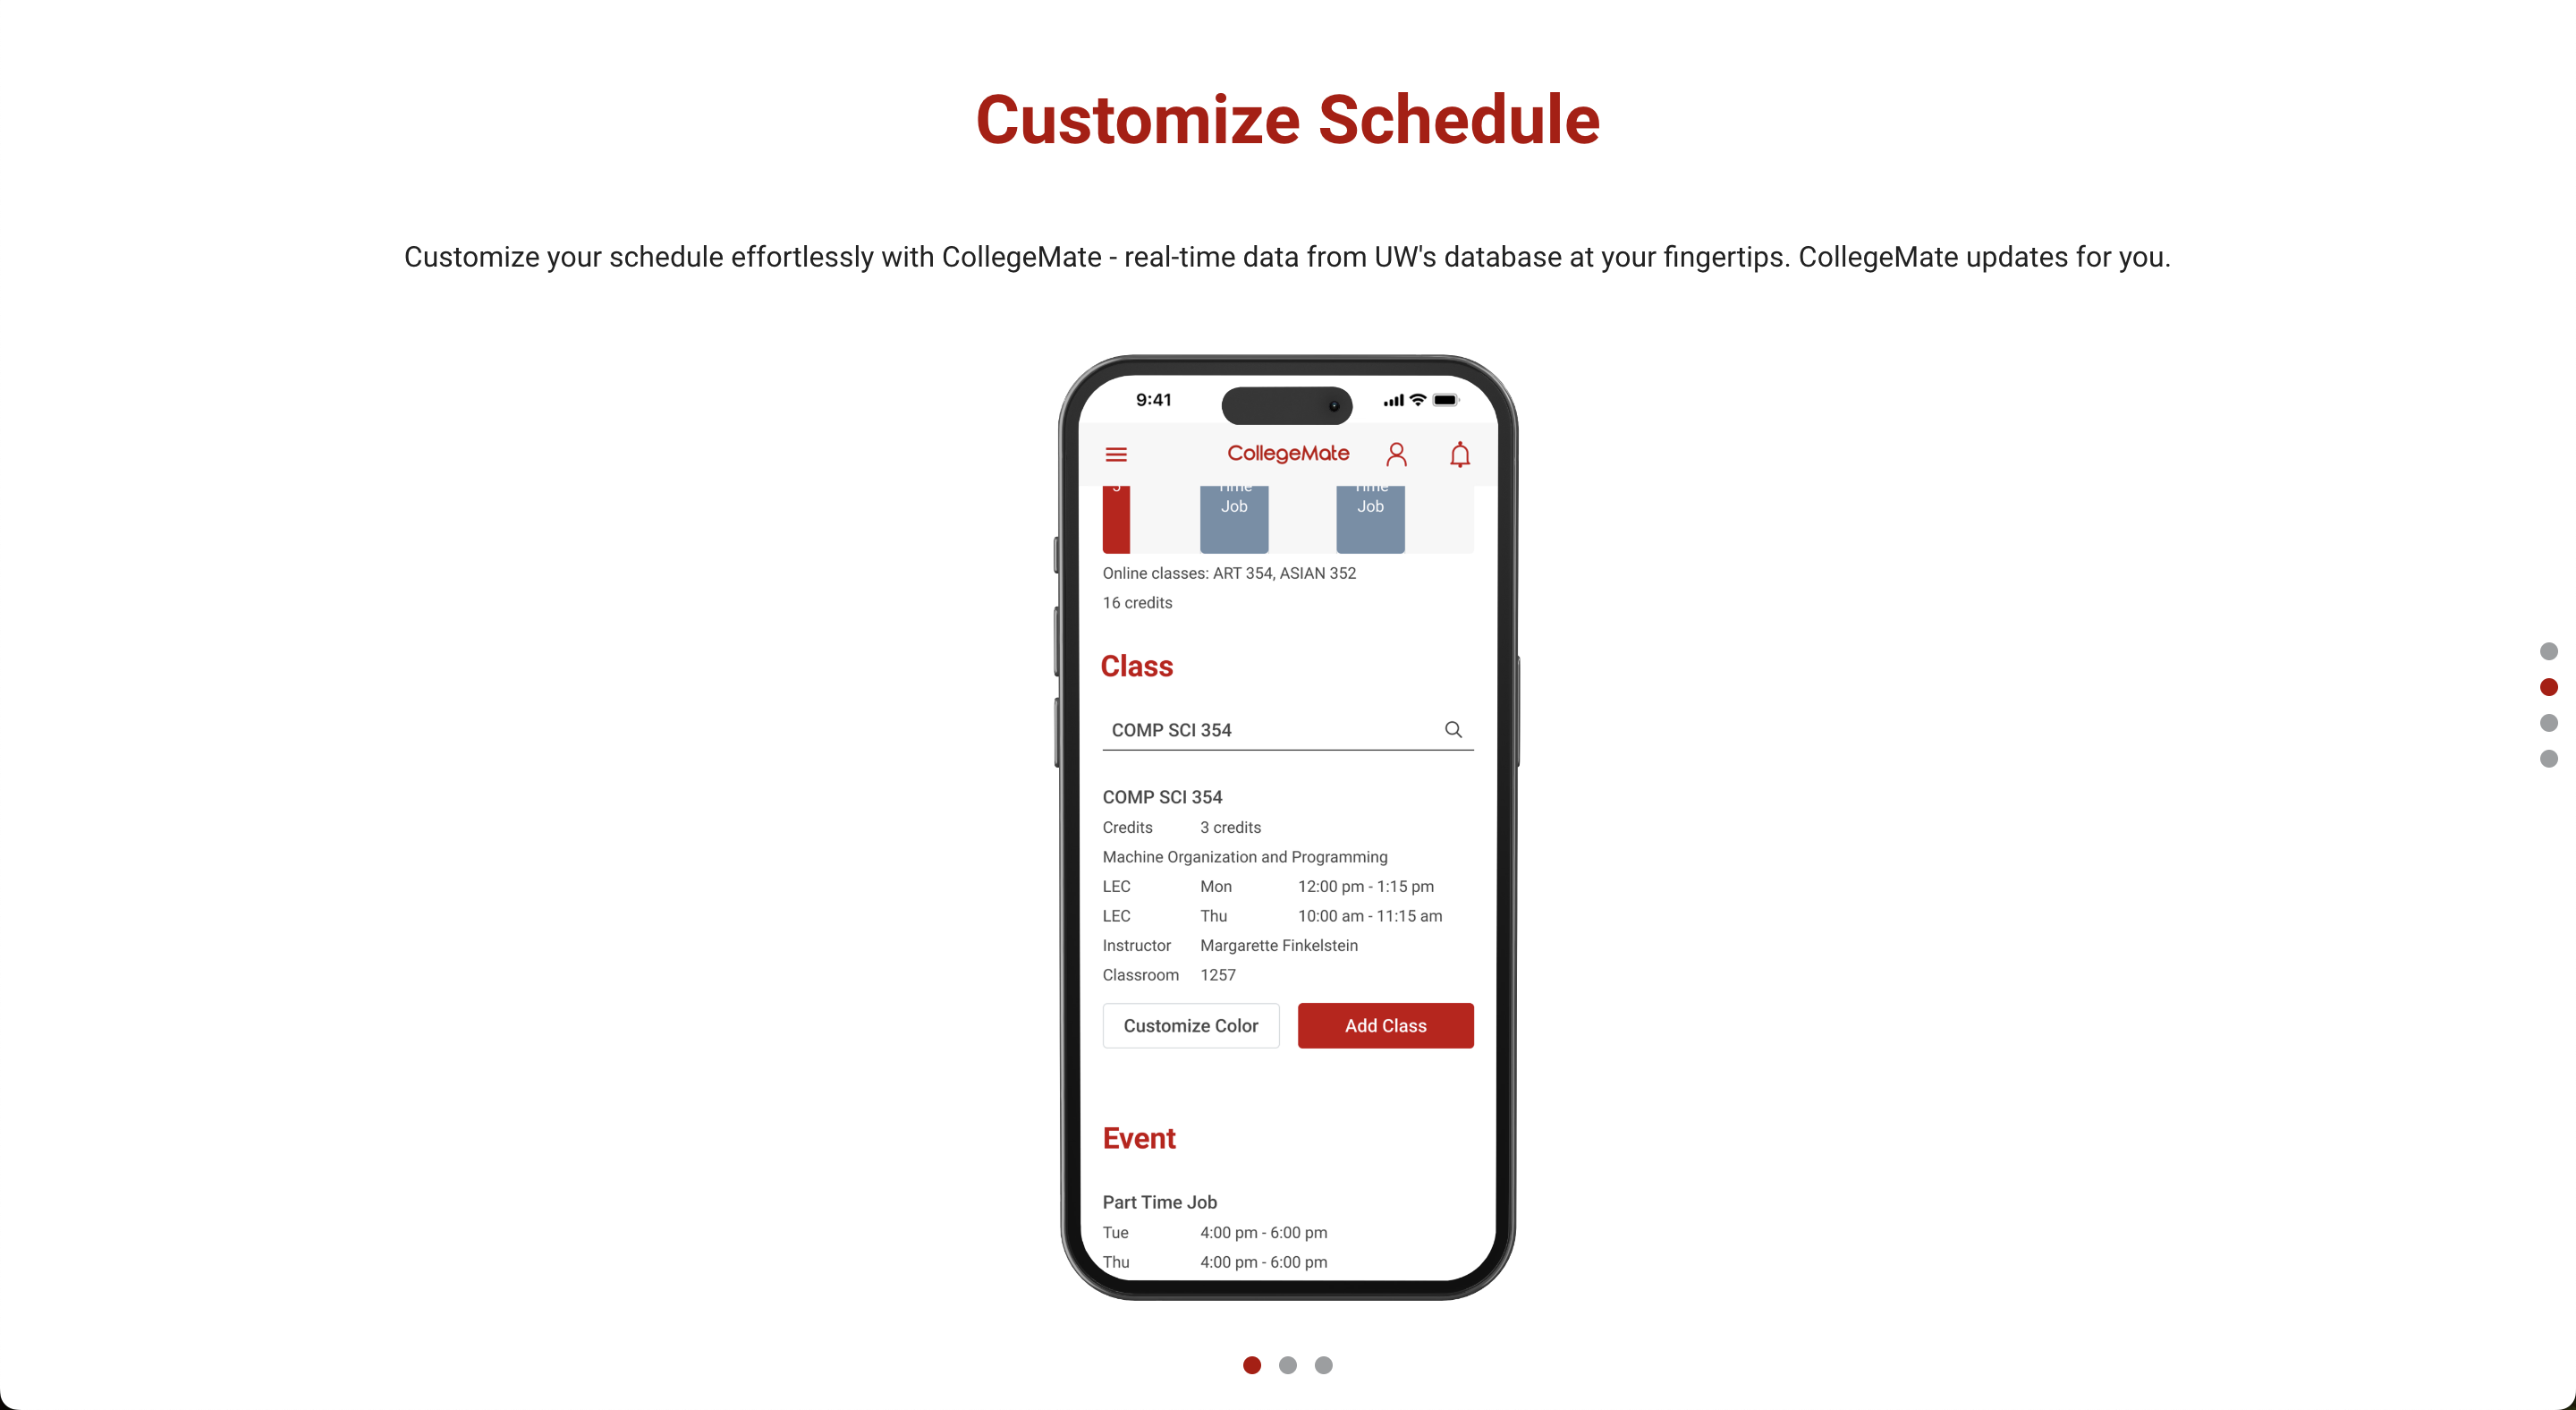 Customize Schedule
Customize your schedule effortlessly with CollegeMate - real-time data from UW's database at your fingertips. CollegeMate updates for you.
9:41
CollegeMate
Time Time
Job Job
Online classes: ART 354, ASIAN 352
16 credits
Class
COMP SCI 354
COMP SCI 354
Credits 3 credits
Machine Organization and Programming
LEC Mon 12:00 pm - 1:15 pm
LEC Thu 10:00 am - 11:15 am
Instructor Margarette Finkelstein
Classroom 1257
Customize Color Add Class
Event
Part Time Job
Tue 4:00 pm - 6:00 pm
Thu 4:00 pm - 6:00 pm